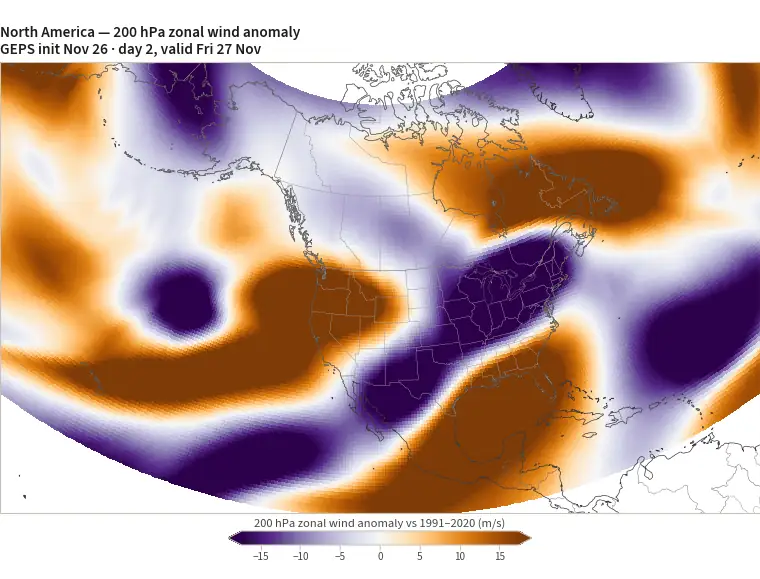 North America — 200 hPa zonal wind anomaly
GEPS init Nov 26 · day 2, valid Fri 27 Nov
200 hPa zonal wind anomaly vs 1991–2020 (m/s)
−15 −10 −5 0 5 10 15